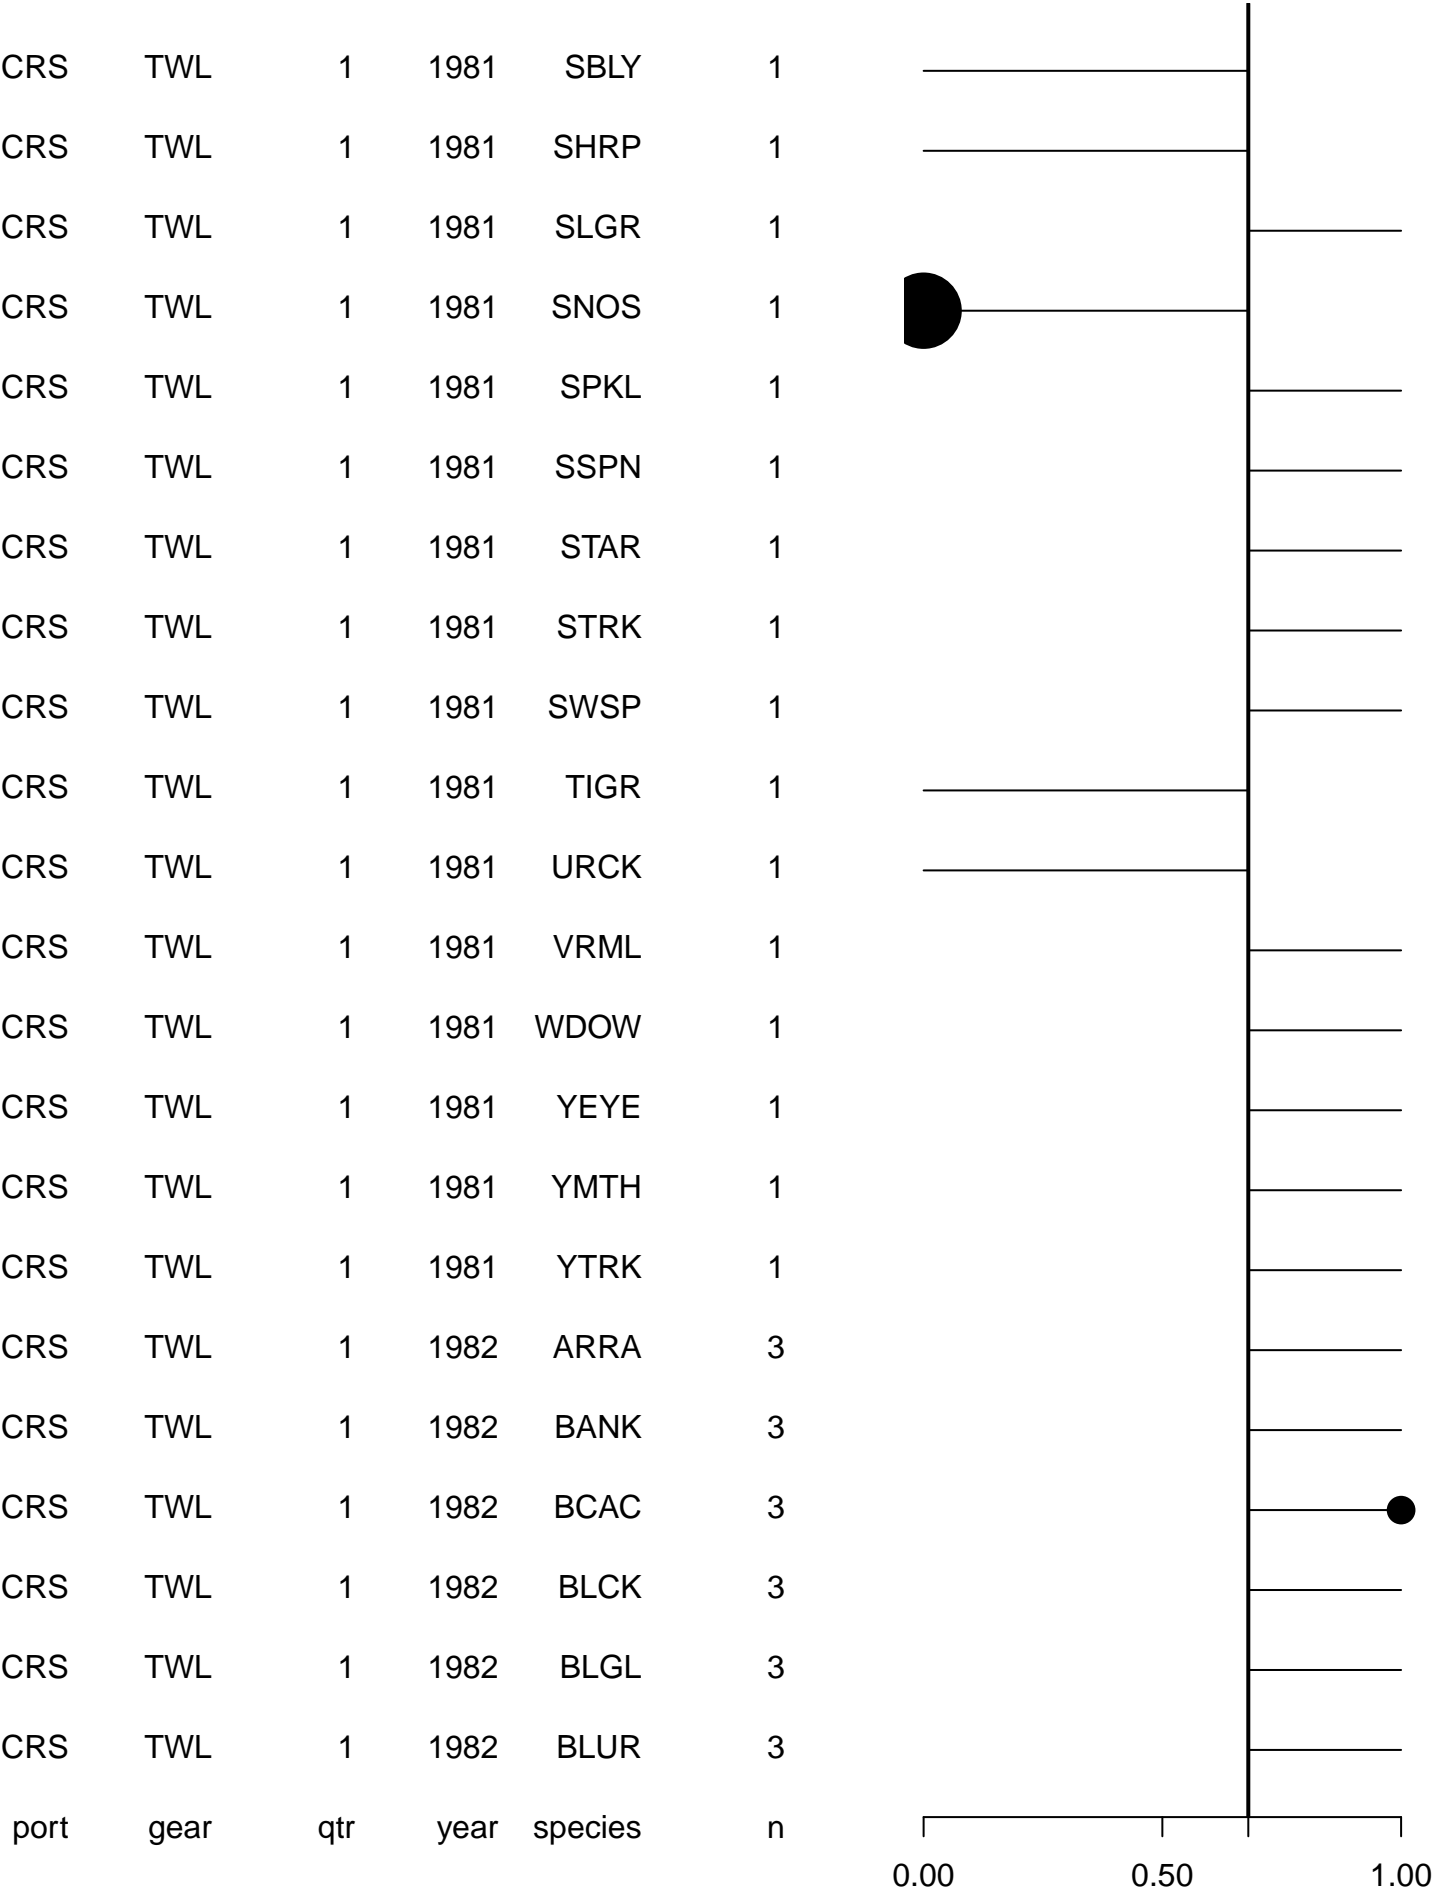 CRS TWL 1 1981 SBLY 1
CRS TWL 1 1981 SHRP 1
CRS TWL 1 1981 SLGR 1
CRS TWL 1 1981 SNOS 1
CRS TWL 1 1981 SPKL 1
CRS TWL 1 1981 SSPN 1
CRS TWL 1 1981 STAR 1
CRS TWL 1 1981 STRK 1
CRS TWL 1 1981 SWSP 1
CRS TWL 1 1981 TIGR 1
CRS TWL 1 1981 URCK 1
CRS TWL 1 1981 VRML 1
CRS TWL 1 1981 WDOW 1
CRS TWL 1 1981 YEYE 1
CRS TWL 1 1981 YMTH 1
CRS TWL 1 1981 YTRK 1
CRS TWL 1 1982 ARRA 3
CRS TWL 1 1982 BANK 3
CRS TWL 1 1982 BCAC 3
CRS TWL 1 1982 BLCK 3
CRS TWL 1 1982 BLGL 3
CRS TWL 1 1982 BLUR 3
port gear qtr year species n
0.00 0.50 1.00